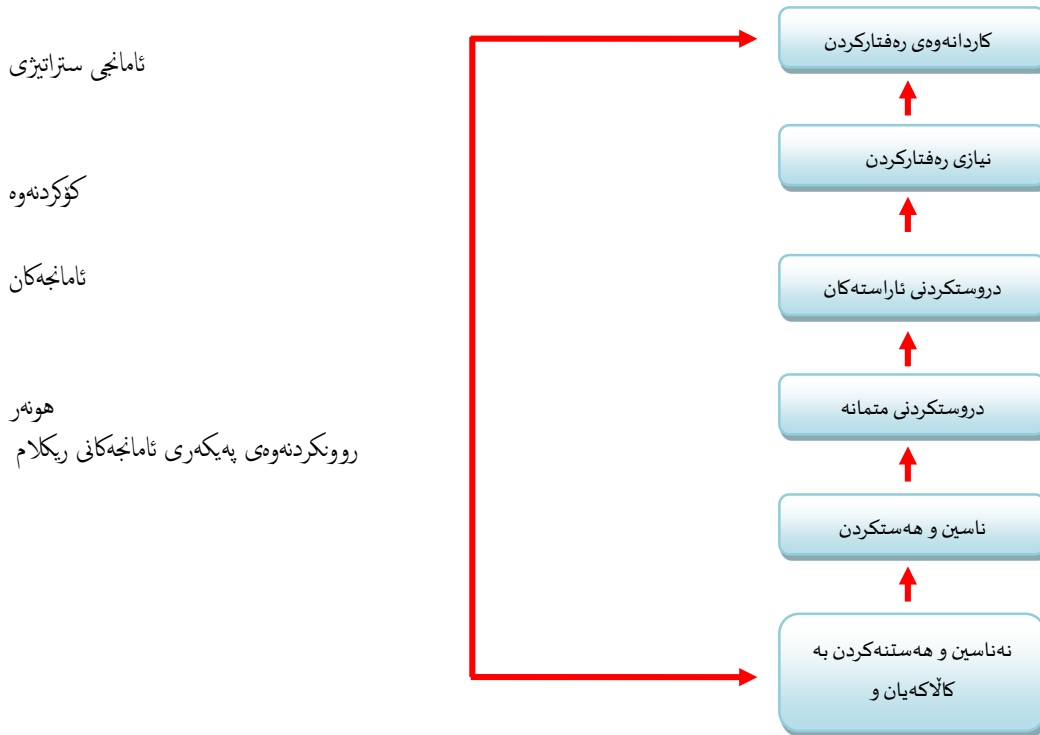 کاردانەوەی رەفتارکردن
ئامانجی ستراتیژی
نیازی رەفتارکردن
کۆکردنەوە
ئامانجەکان
دروستکردنی ئاراستەکان
دروستکردنی متمانە
هونەر
روونکردنەوەی پەیکەری ئامانجەکانی ریکلام
ناسین و هەستکردن
نەناسین و هەستنەکردن بە
کاڵاکەیان و